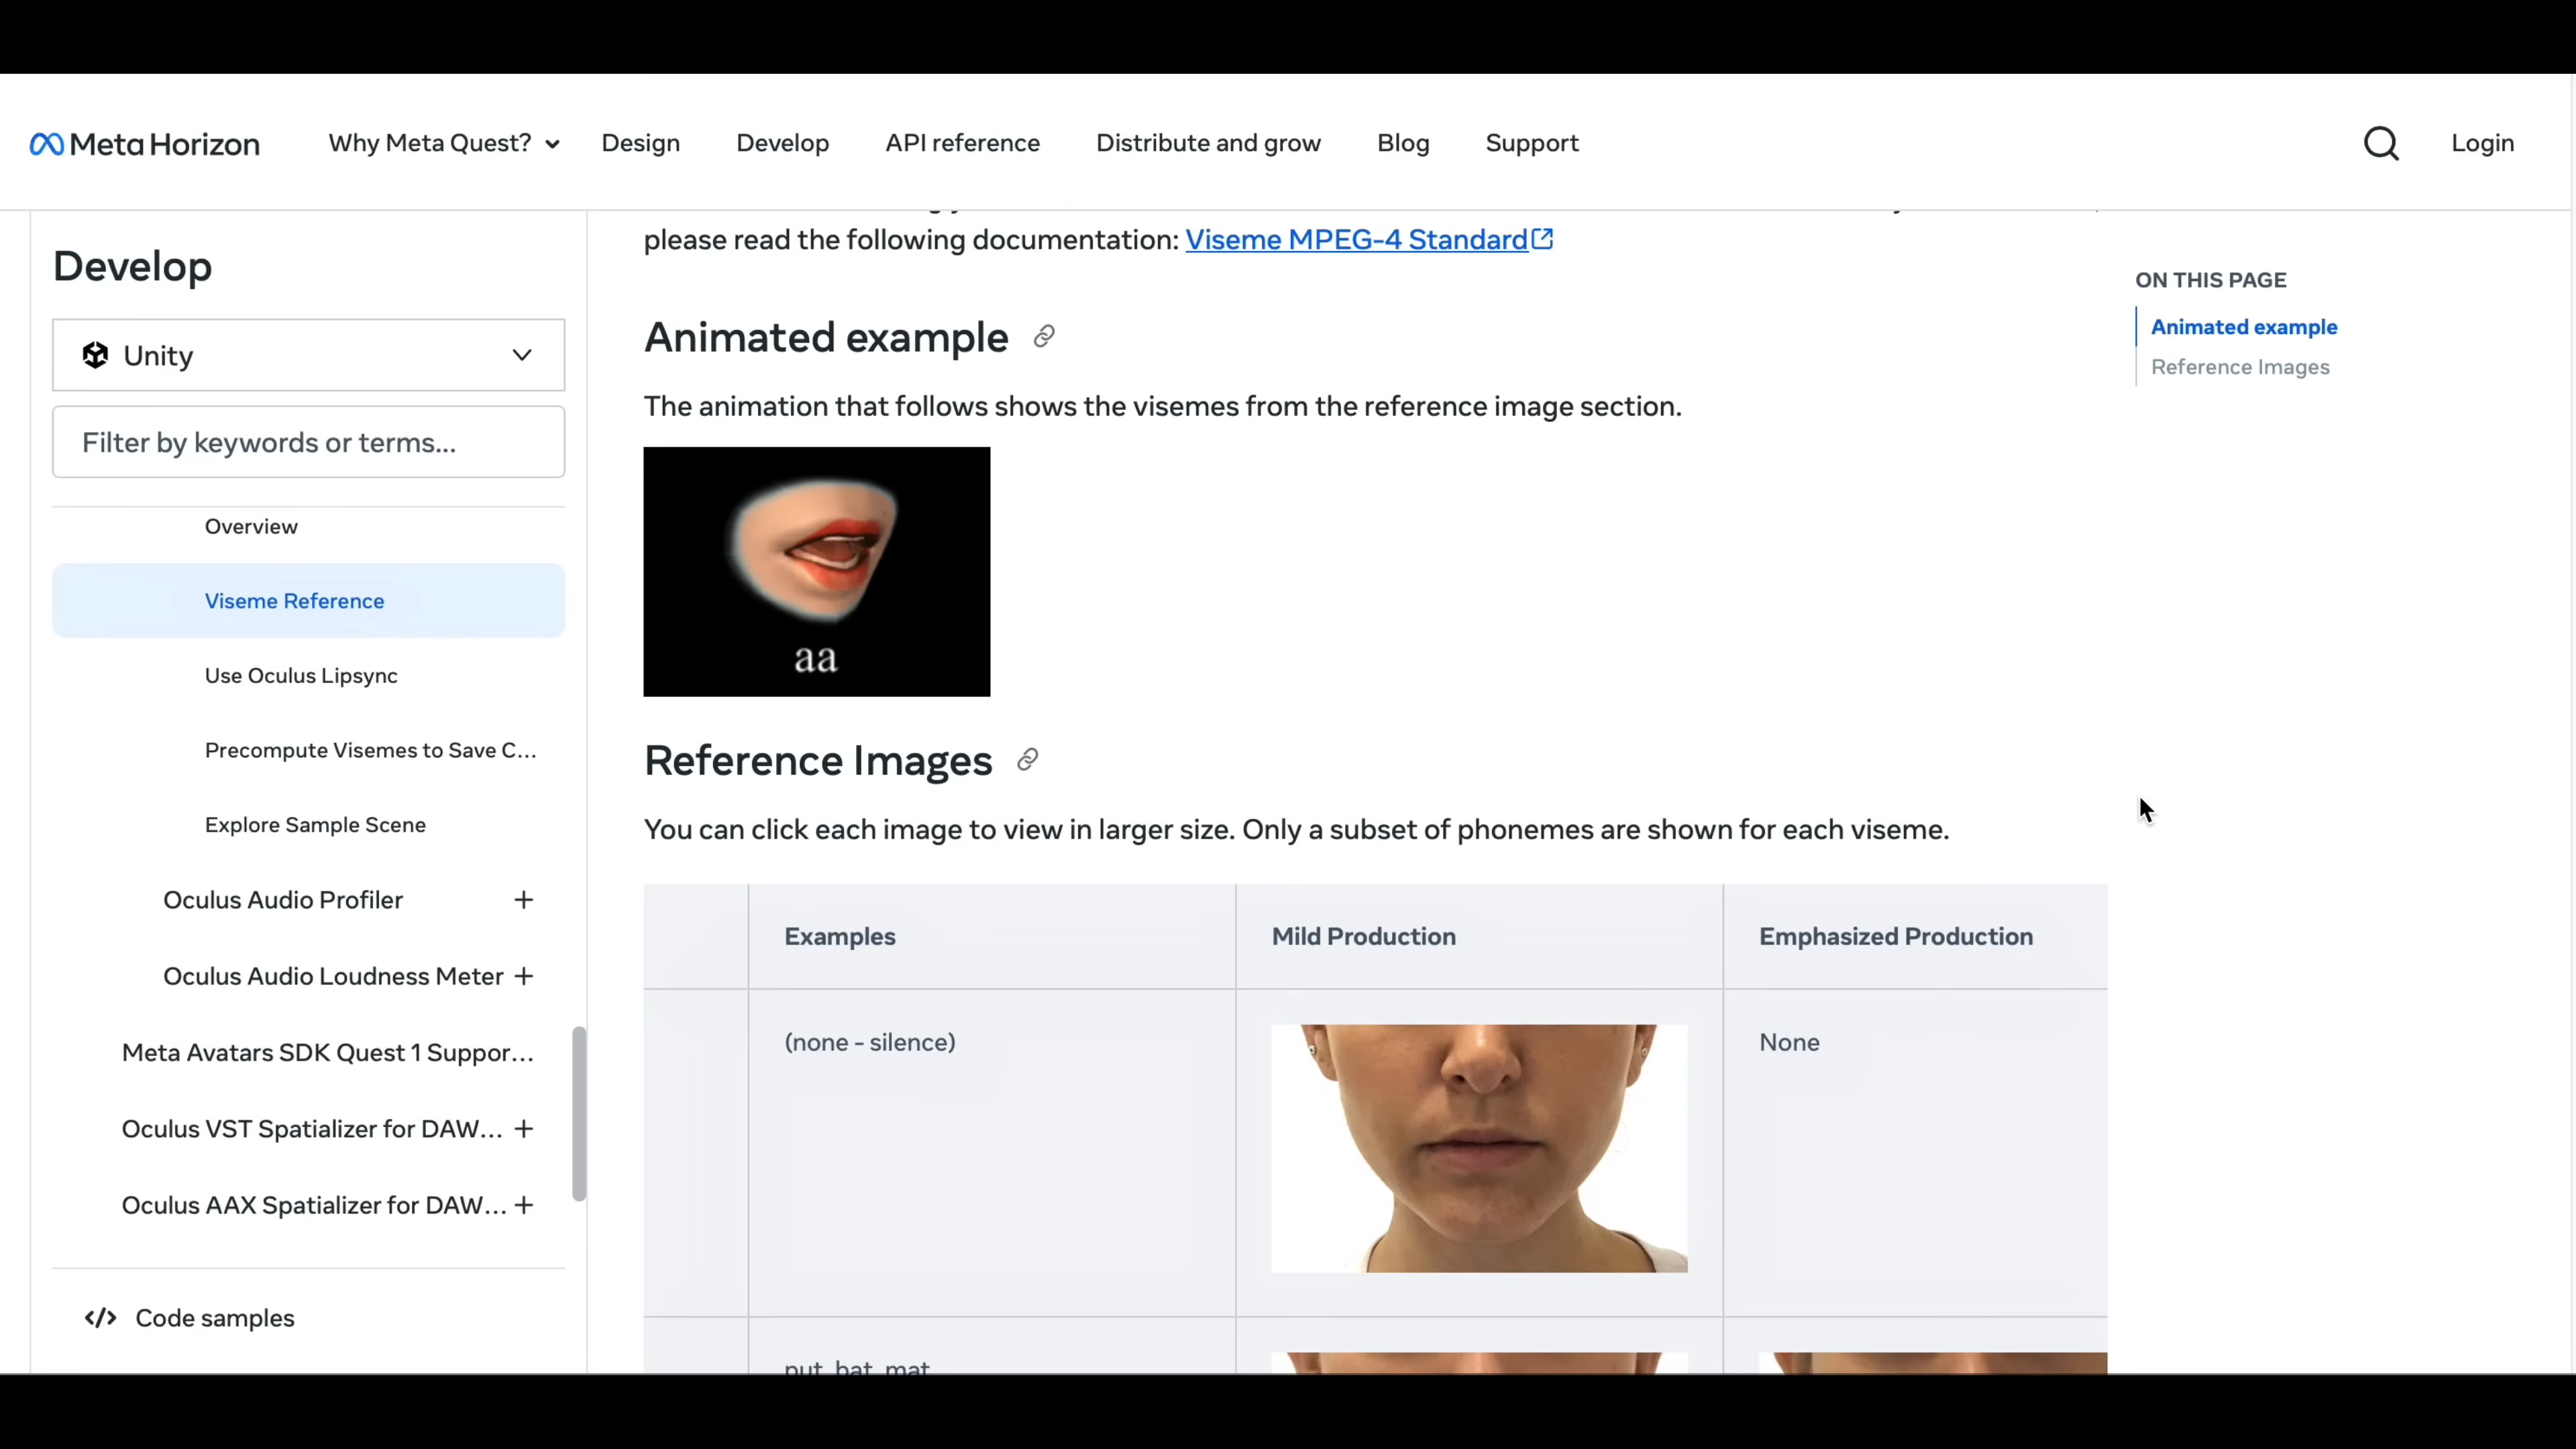 Meta Horizon
Why Meta Quest?
Design
Develop
API reference
Distribute and grow
Blog
Support
Login
Develop
Unity
Filter by keywords or terms...
Overview
Viseme Reference
Use Oculus Lipsync
Precompute Visemes to Save C...
Explore Sample Scene
Oculus Audio Profiler
Oculus Audio Loudness Meter
Meta Avatars SDK Quest 1 Suppor...
Oculus VST Spatializer for DAW...
Oculus AAX Spatializer for DAW...
</> Code samples
please read the following documentation: Viseme MPEG-4 Standard
Animated example
The animation that follows shows the visemes from the reference image section.
aa
Reference Images
You can click each image to view in larger size. Only a subset of phonemes are shown for each viseme.
Examples
Mild Production
Emphasized Production
(none - silence)
None
put, bat, mat
ON THIS PAGE
Animated example
Reference Images